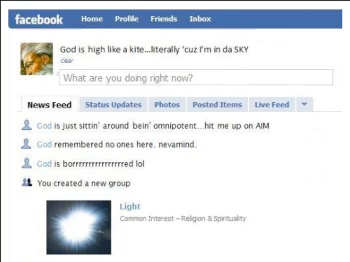 facebook Home Profile Friends Inbox
God is high like a kite...literally 'cuz I'm in da SKY
clear
What are you doing right now?
News Feed Status Updates Photos Posted Items Live Feed
God is just sittin' around bein' omnipotent...hit me up on AIM
God remembered no ones here. nevamind.
God is borrrrrrrrrrrrrrred lol
You created a new group
Light
Common Interest – Religion & Spirituality